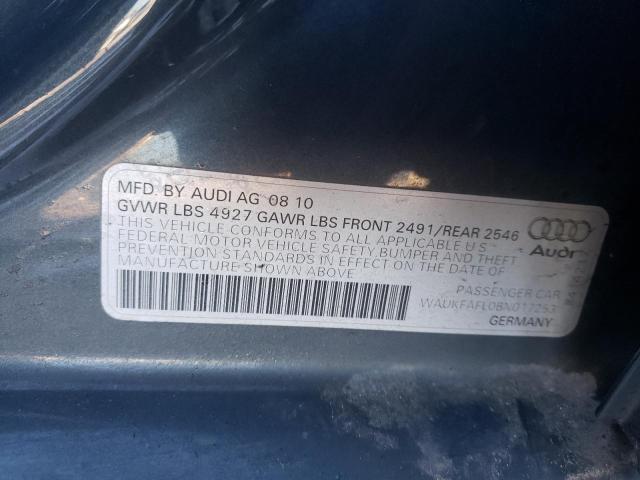 MFD. BY AUDI AG 08 10
GVWR LBS 4927 GAWR LBS FRONT 2491/REAR 2546
THIS VEHICLE CONFORMS TO ALL APPLICABLE U S
FEDERAL MOTOR VEHICLE SAFETY,BUMPER AND THEFT
PREVENTION STANDARDS IN EFFECT ON THE DATE OF
MANUFACTURE SHOWN ABOVE
Audi
PASSENGER CAR
WAUKFAFL0BN017253
GERMANY